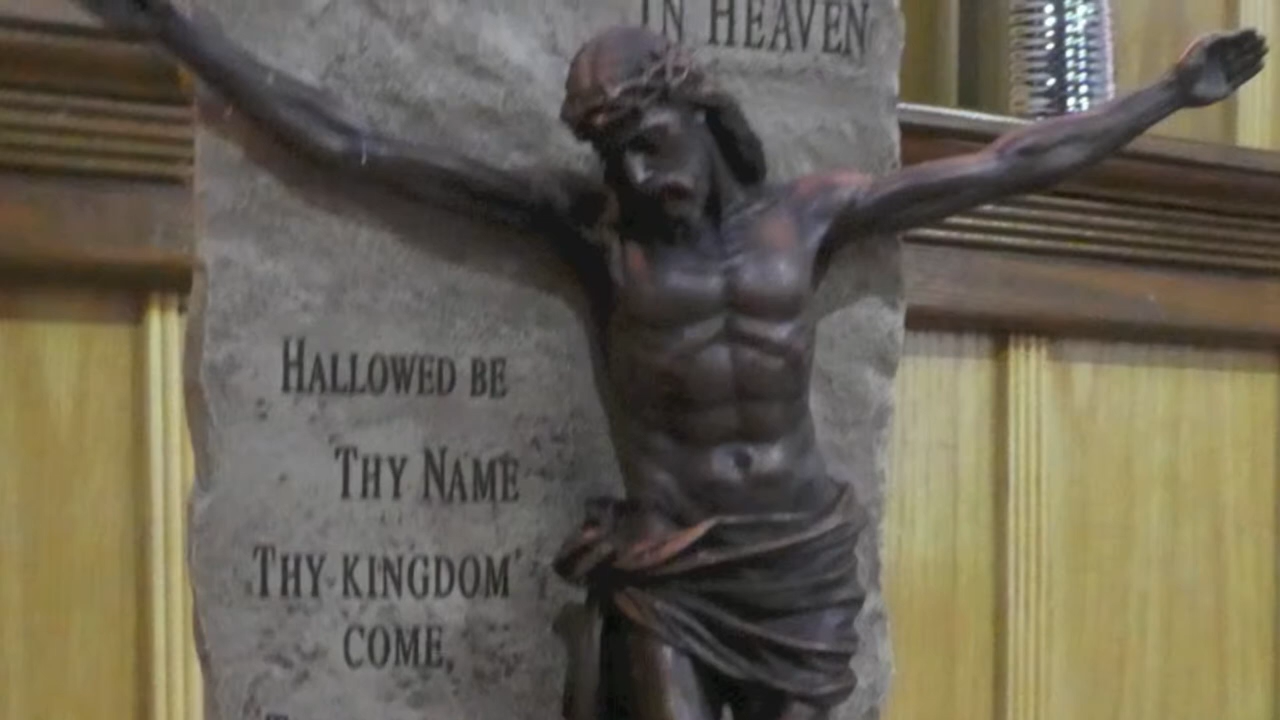 IN HEAVEN
HALLOWED BE
THY NAME
THY KINGDOM
COME,